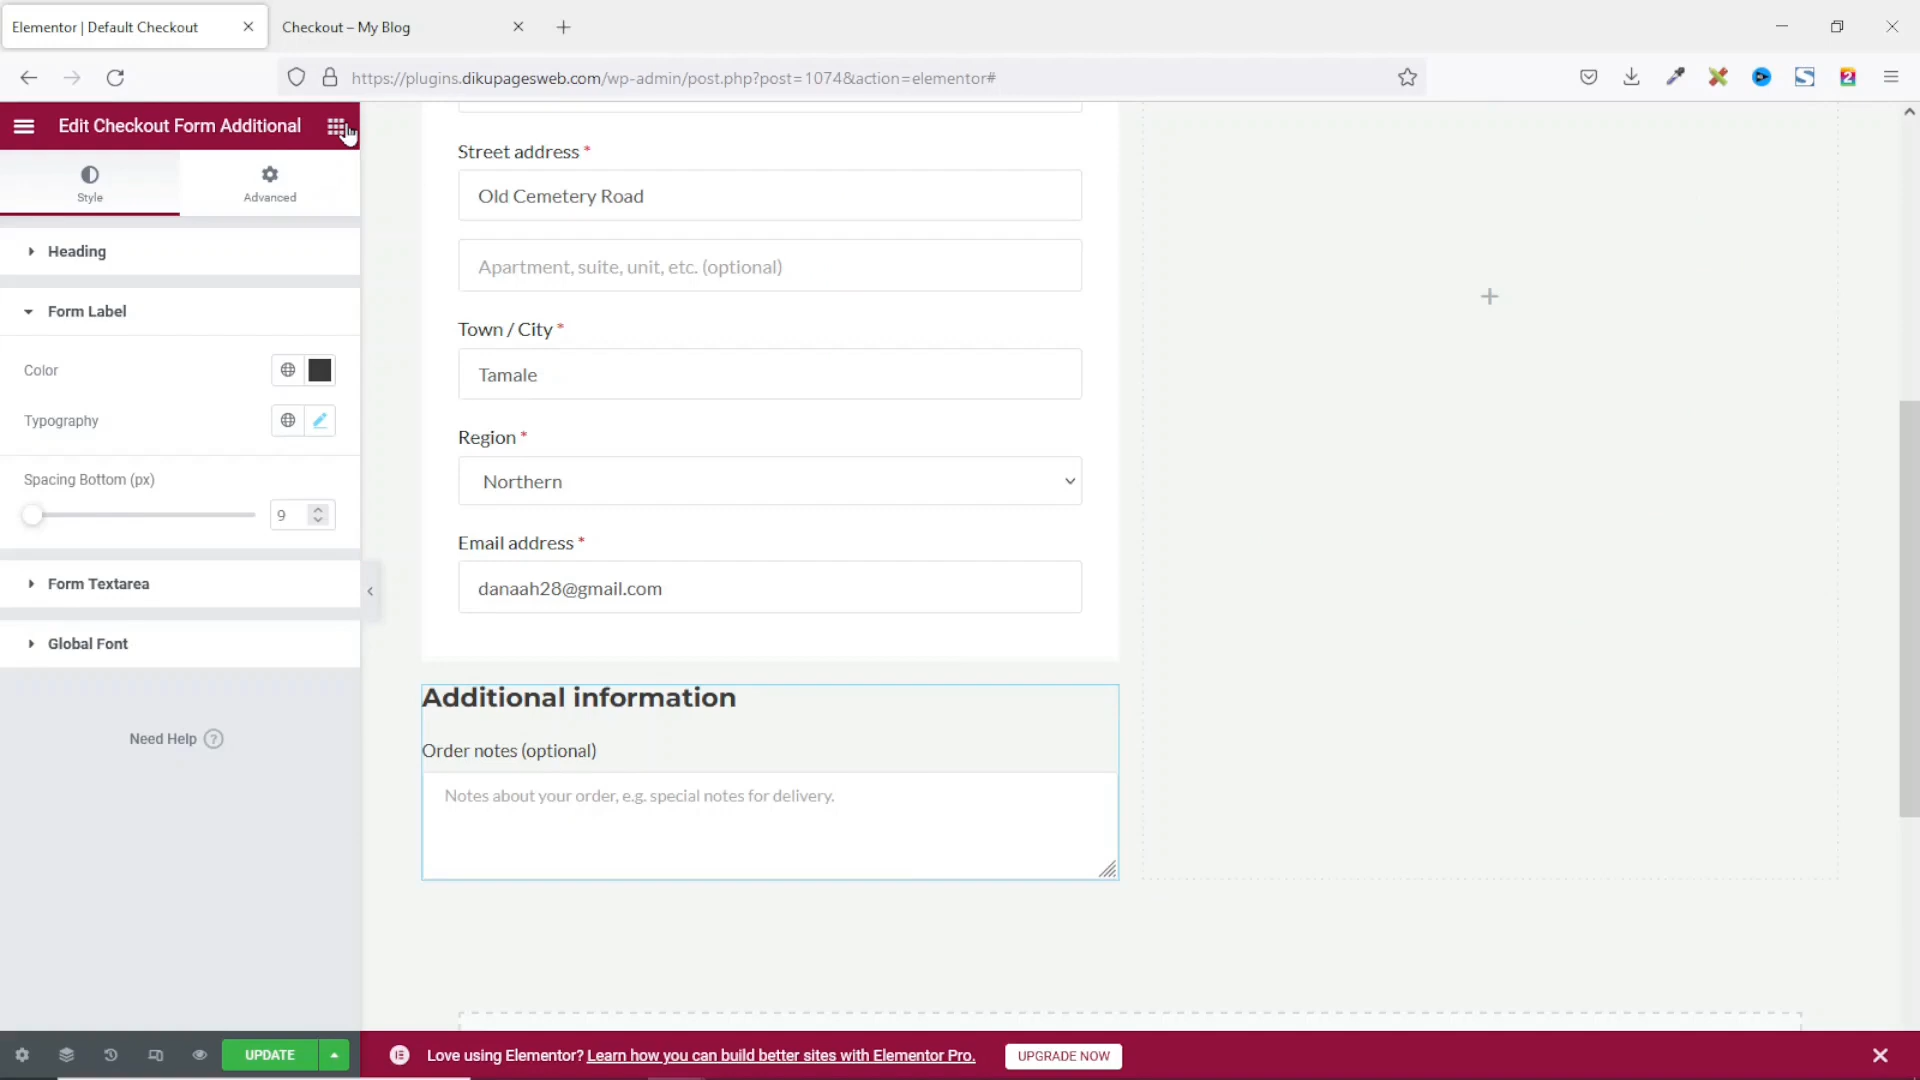 Elementor | Default Checkout
Checkout – My Blog
https://plugins.dikupagesweb.com/wp-admin/post.php?post=1074&action=elementor#
2
Edit Checkout Form Additional
Style
Advanced
Heading
Form Label
Color
Typography
Spacing Bottom (px)
9
Form Textarea
Global Font
Need Help ?
Street address *
Old Cemetery Road
Apartment, suite, unit, etc. (optional)
Town / City *
Tamale
Region *
Northern
Email address *
danaah28@gmail.com
Additional information
Order notes (optional)
Notes about your order, e.g. special notes for delivery.
UPDATE
Love using Elementor? Learn how you can build better sites with Elementor Pro.
UPGRADE NOW